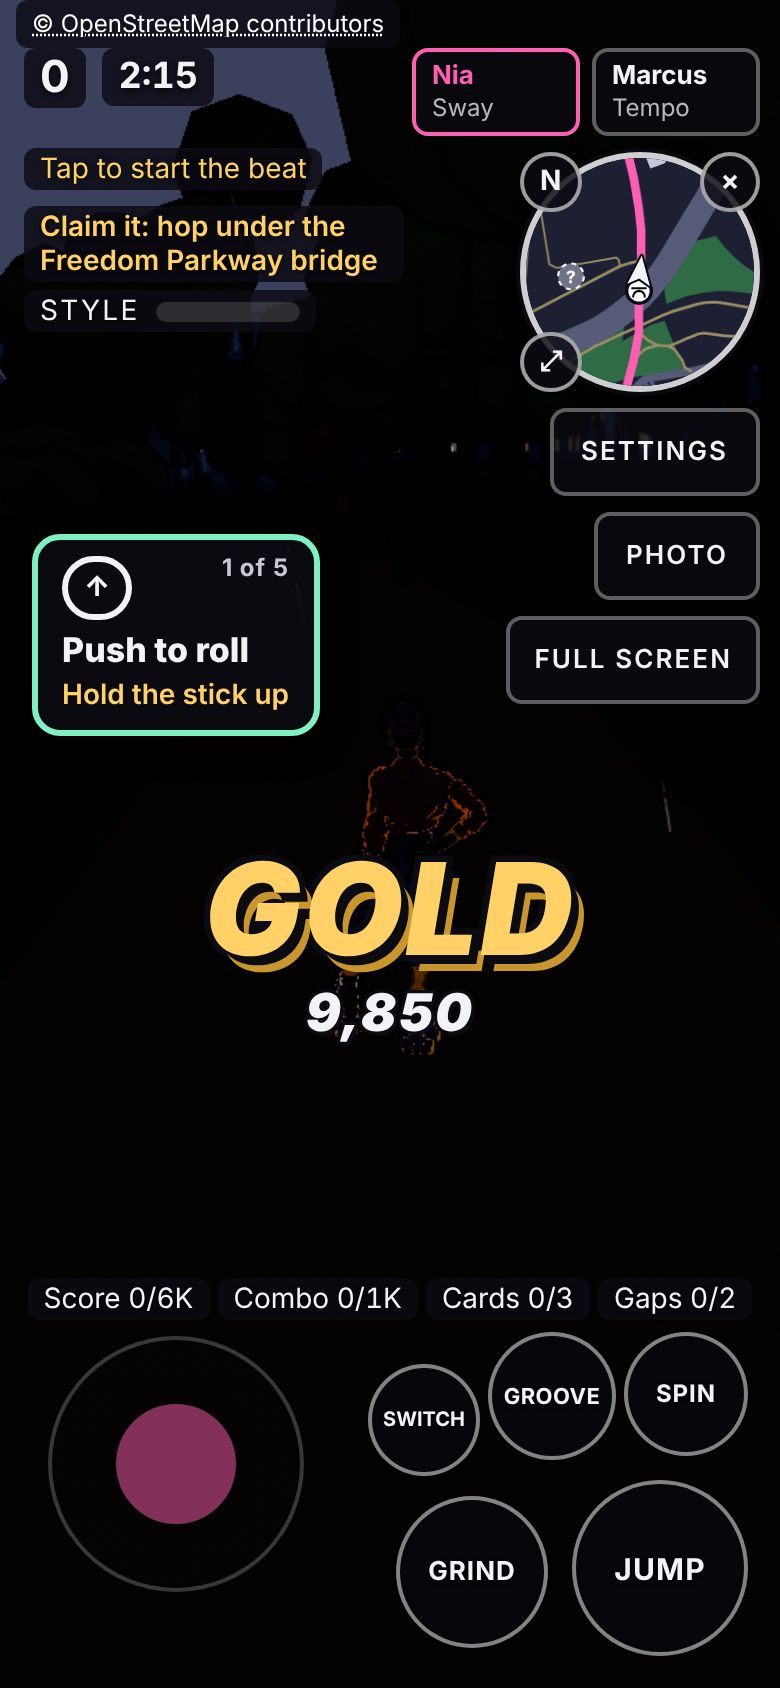 © OpenStreetMap contributors
0
2:15
Nia
Sway
Marcus
Tempo
Tap to start the beat
Claim it: hop under the
Freedom Parkway bridge
STYLE
N
×
?
SETTINGS
PHOTO
FULL SCREEN
1 of 5
Push to roll
Hold the stick up
GOLD
9,850
Score 0/6K
Combo 0/1K
Cards 0/3
Gaps 0/2
SWITCH
GROOVE
SPIN
GRIND
JUMP